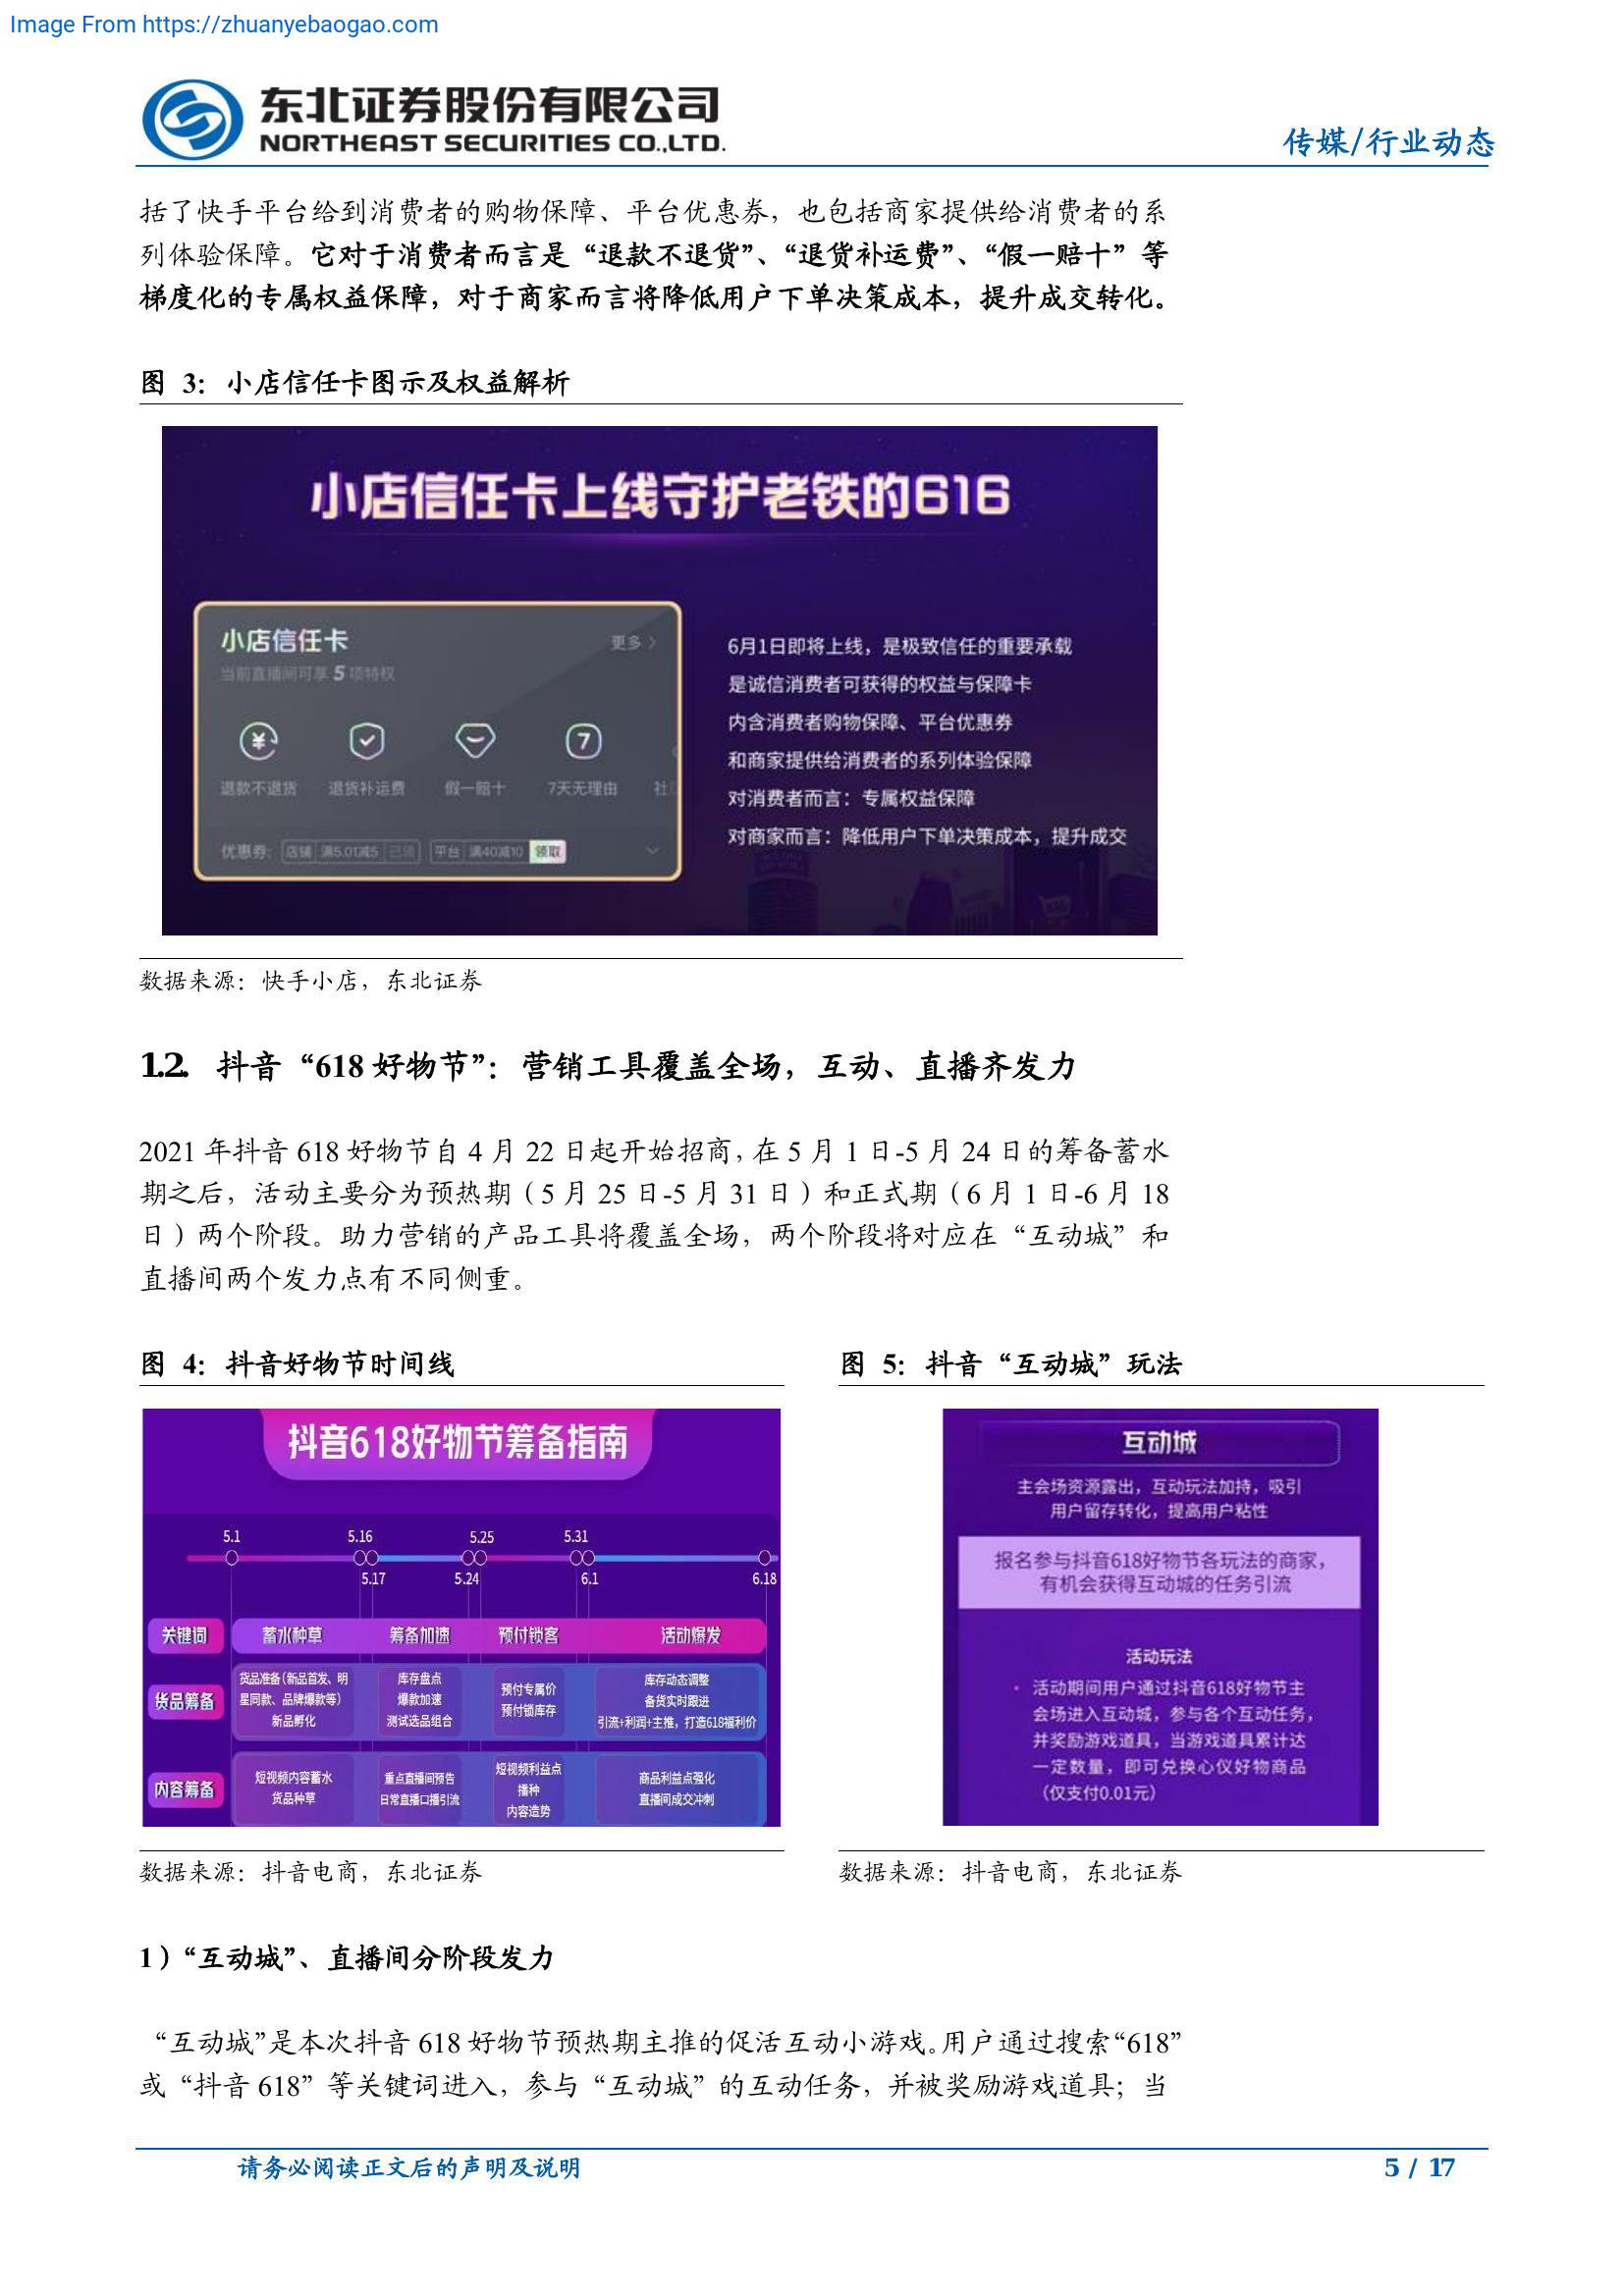 Image From https://zhuanyebaogao.com
东北证券股份有限公司
NORTHEAST SECURITIES CO.,LTD.
传媒/行业动态
括了快手平台给到消费者的购物保障、平台优惠券，也包括商家提供给消费者的系
列体验保障。它对于消费者而言是“退款不退货”、“退货补运费”、“假一赔十”等
梯度化的专属权益保障，对于商家而言将降低用户下单决策成本，提升成交转化。
图 3：小店信任卡图示及权益解析
小店信任卡上线守护老铁的616
小店信任卡
更多
当前直播间可享 5 项特权
7
退款不退货 退货补运费 假一赔十 7天无理由 社
优惠券: 店铺 满5.01减5 已领 平台 满40减10 领取
6月1日即将上线，是极致信任的重要承载
是诚信消费者可获得的权益与保障卡
内含消费者购物保障、平台优惠券
和商家提供给消费者的系列体验保障
对消费者而言：专属权益保障
对商家而言：降低用户下单决策成本，提升成交
数据来源：快手小店，东北证券
1.2. 抖音“618 好物节”：营销工具覆盖全场，互动、直播齐发力
2021 年抖音 618 好物节自 4 月 22 日起开始招商，在 5 月 1 日-5 月 24 日的筹备蓄水
期之后，活动主要分为预热期（5 月 25 日-5 月 31 日）和正式期（6 月 1 日-6 月 18
日）两个阶段。助力营销的产品工具将覆盖全场，两个阶段将对应在“互动城”和
直播间两个发力点有不同侧重。
图 4：抖音好物节时间线
抖音618好物节筹备指南
5.1 5.16 5.25 5.31
5.17 5.24 6.1 6.18
关键词 蓄水种草 筹备加速 预付锁客 活动爆发
货品筹备
货品准备(新品首发、明
星同款、品牌爆款等)
新品孵化
库存盘点
爆款加速
测试选品组合
预付专属价
预付锁库存
库存动态调整
备货实时跟进
引流+利润+主推，打造618福利价
内容筹备
短视频内容蓄水
货品种草
重点直播间预告
日常直播口播引流
短视频利益点
播种
内容造势
商品利益点强化
直播间成交冲刺
数据来源：抖音电商，东北证券
图 5：抖音“互动城”玩法
互动城
主会场资源露出，互动玩法加持，吸引
用户留存转化，提高用户粘性
报名参与抖音618好物节各玩法的商家，
有机会获得互动城的任务引流
活动玩法
• 活动期间用户通过抖音618好物节主
会场进入互动城，参与各个互动任务，
并奖励游戏道具，当游戏道具累计达
一定数量，即可兑换心仪好物商品
（仅支付0.01元）
数据来源：抖音电商，东北证券
1）“互动城”、直播间分阶段发力
“互动城”是本次抖音 618 好物节预热期主推的促活互动小游戏。用户通过搜索“618”
或“抖音 618”等关键词进入，参与“互动城”的互动任务，并被奖励游戏道具；当
请务必阅读正文后的声明及说明
5 / 17